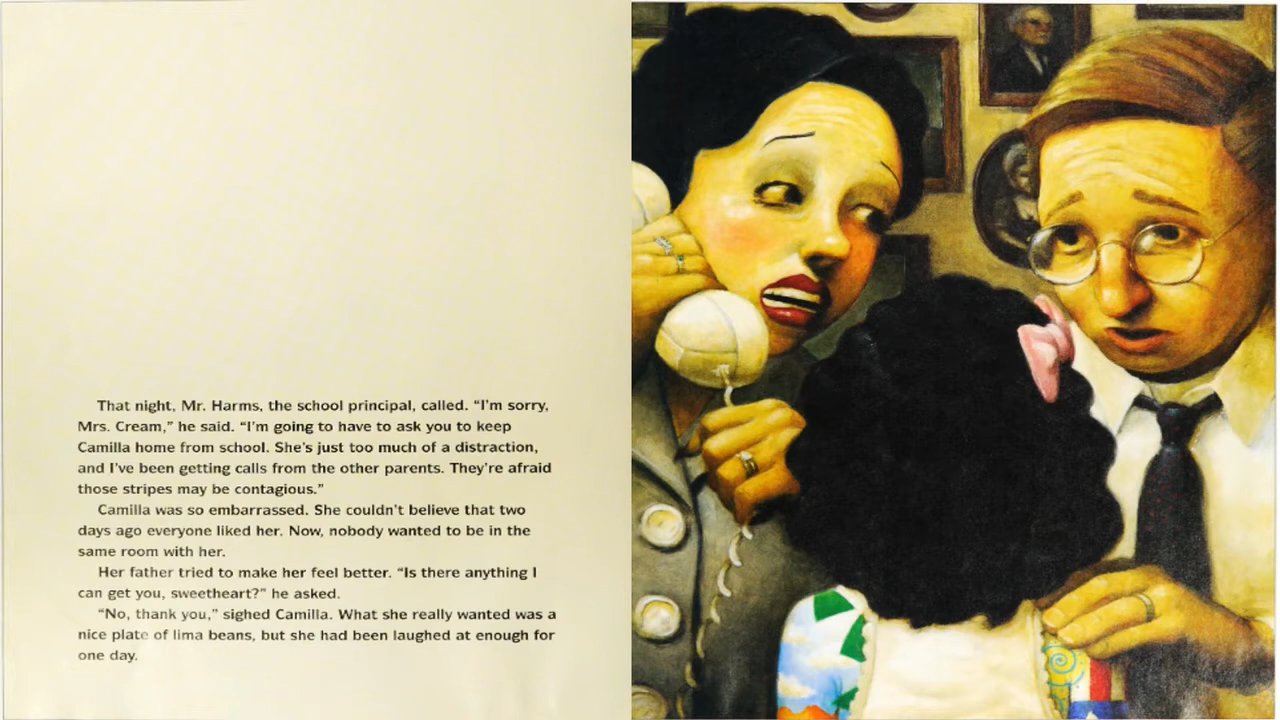 That night, Mr. Harms, the school principal, called. “I'm sorry,
Mrs. Cream,” he said. “I'm going to have to ask you to keep
Camilla home from school. She's just too much of a distraction,
and I've been getting calls from the other parents. They're afraid
those stripes may be contagious.”
Camilla was so embarrassed. She couldn't believe that two
days ago everyone liked her. Now, nobody wanted to be in the
same room with her.
Her father tried to make her feel better. “Is there anything I
can get you, sweetheart?” he asked.
“No, thank you,” sighed Camilla. What she really wanted was a
nice plate of lima beans, but she had been laughed at enough for
one day.